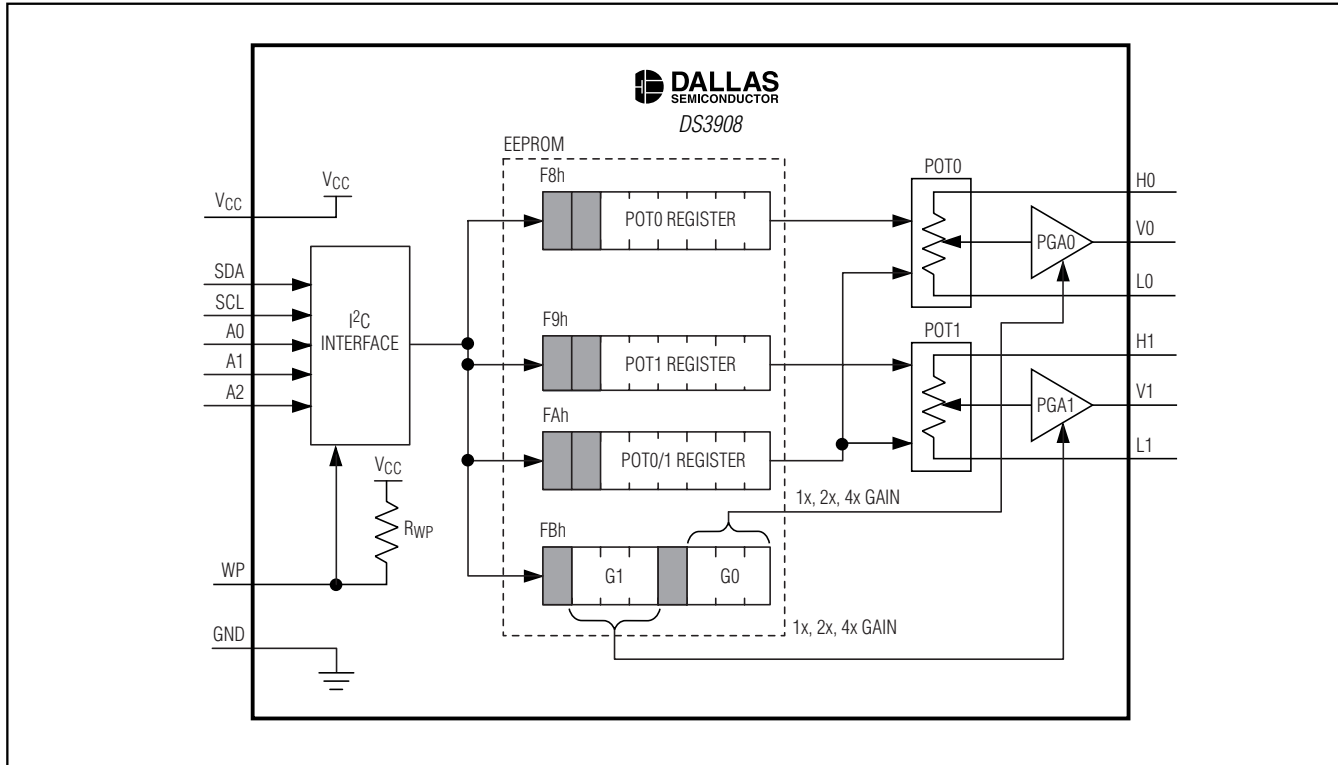 DALLAS
SEMICONDUCTOR
DS3908
EEPROM
F8h
POT0 REGISTER
F9h
POT1 REGISTER
FAh
POT0/1 REGISTER
FBh
G1
G0
1x, 2x, 4x GAIN
1x, 2x, 4x GAIN
VCC
VCC
SDA
SCL
A0
A1
A2
I2C
INTERFACE
VCC
RWP
WP
GND
POT0
PGA0
H0
V0
L0
POT1
PGA1
H1
V1
L1